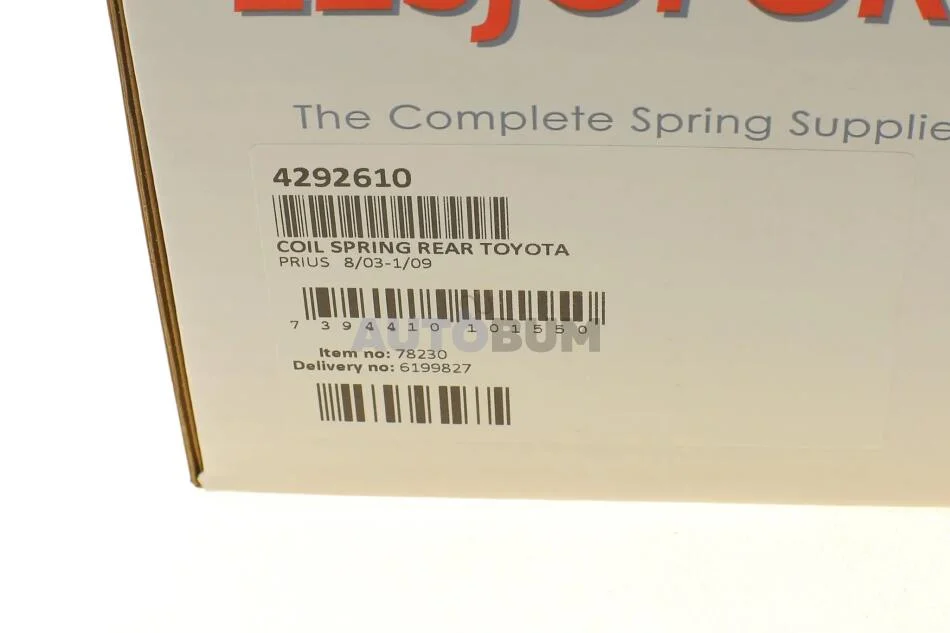 The Complete Spring Supplie
4292610
COIL SPRING REAR TOYOTA
PRIUS 8/03-1/09
7 394410 101550
AUTOBUM
Item no: 78230
Delivery no: 6199827